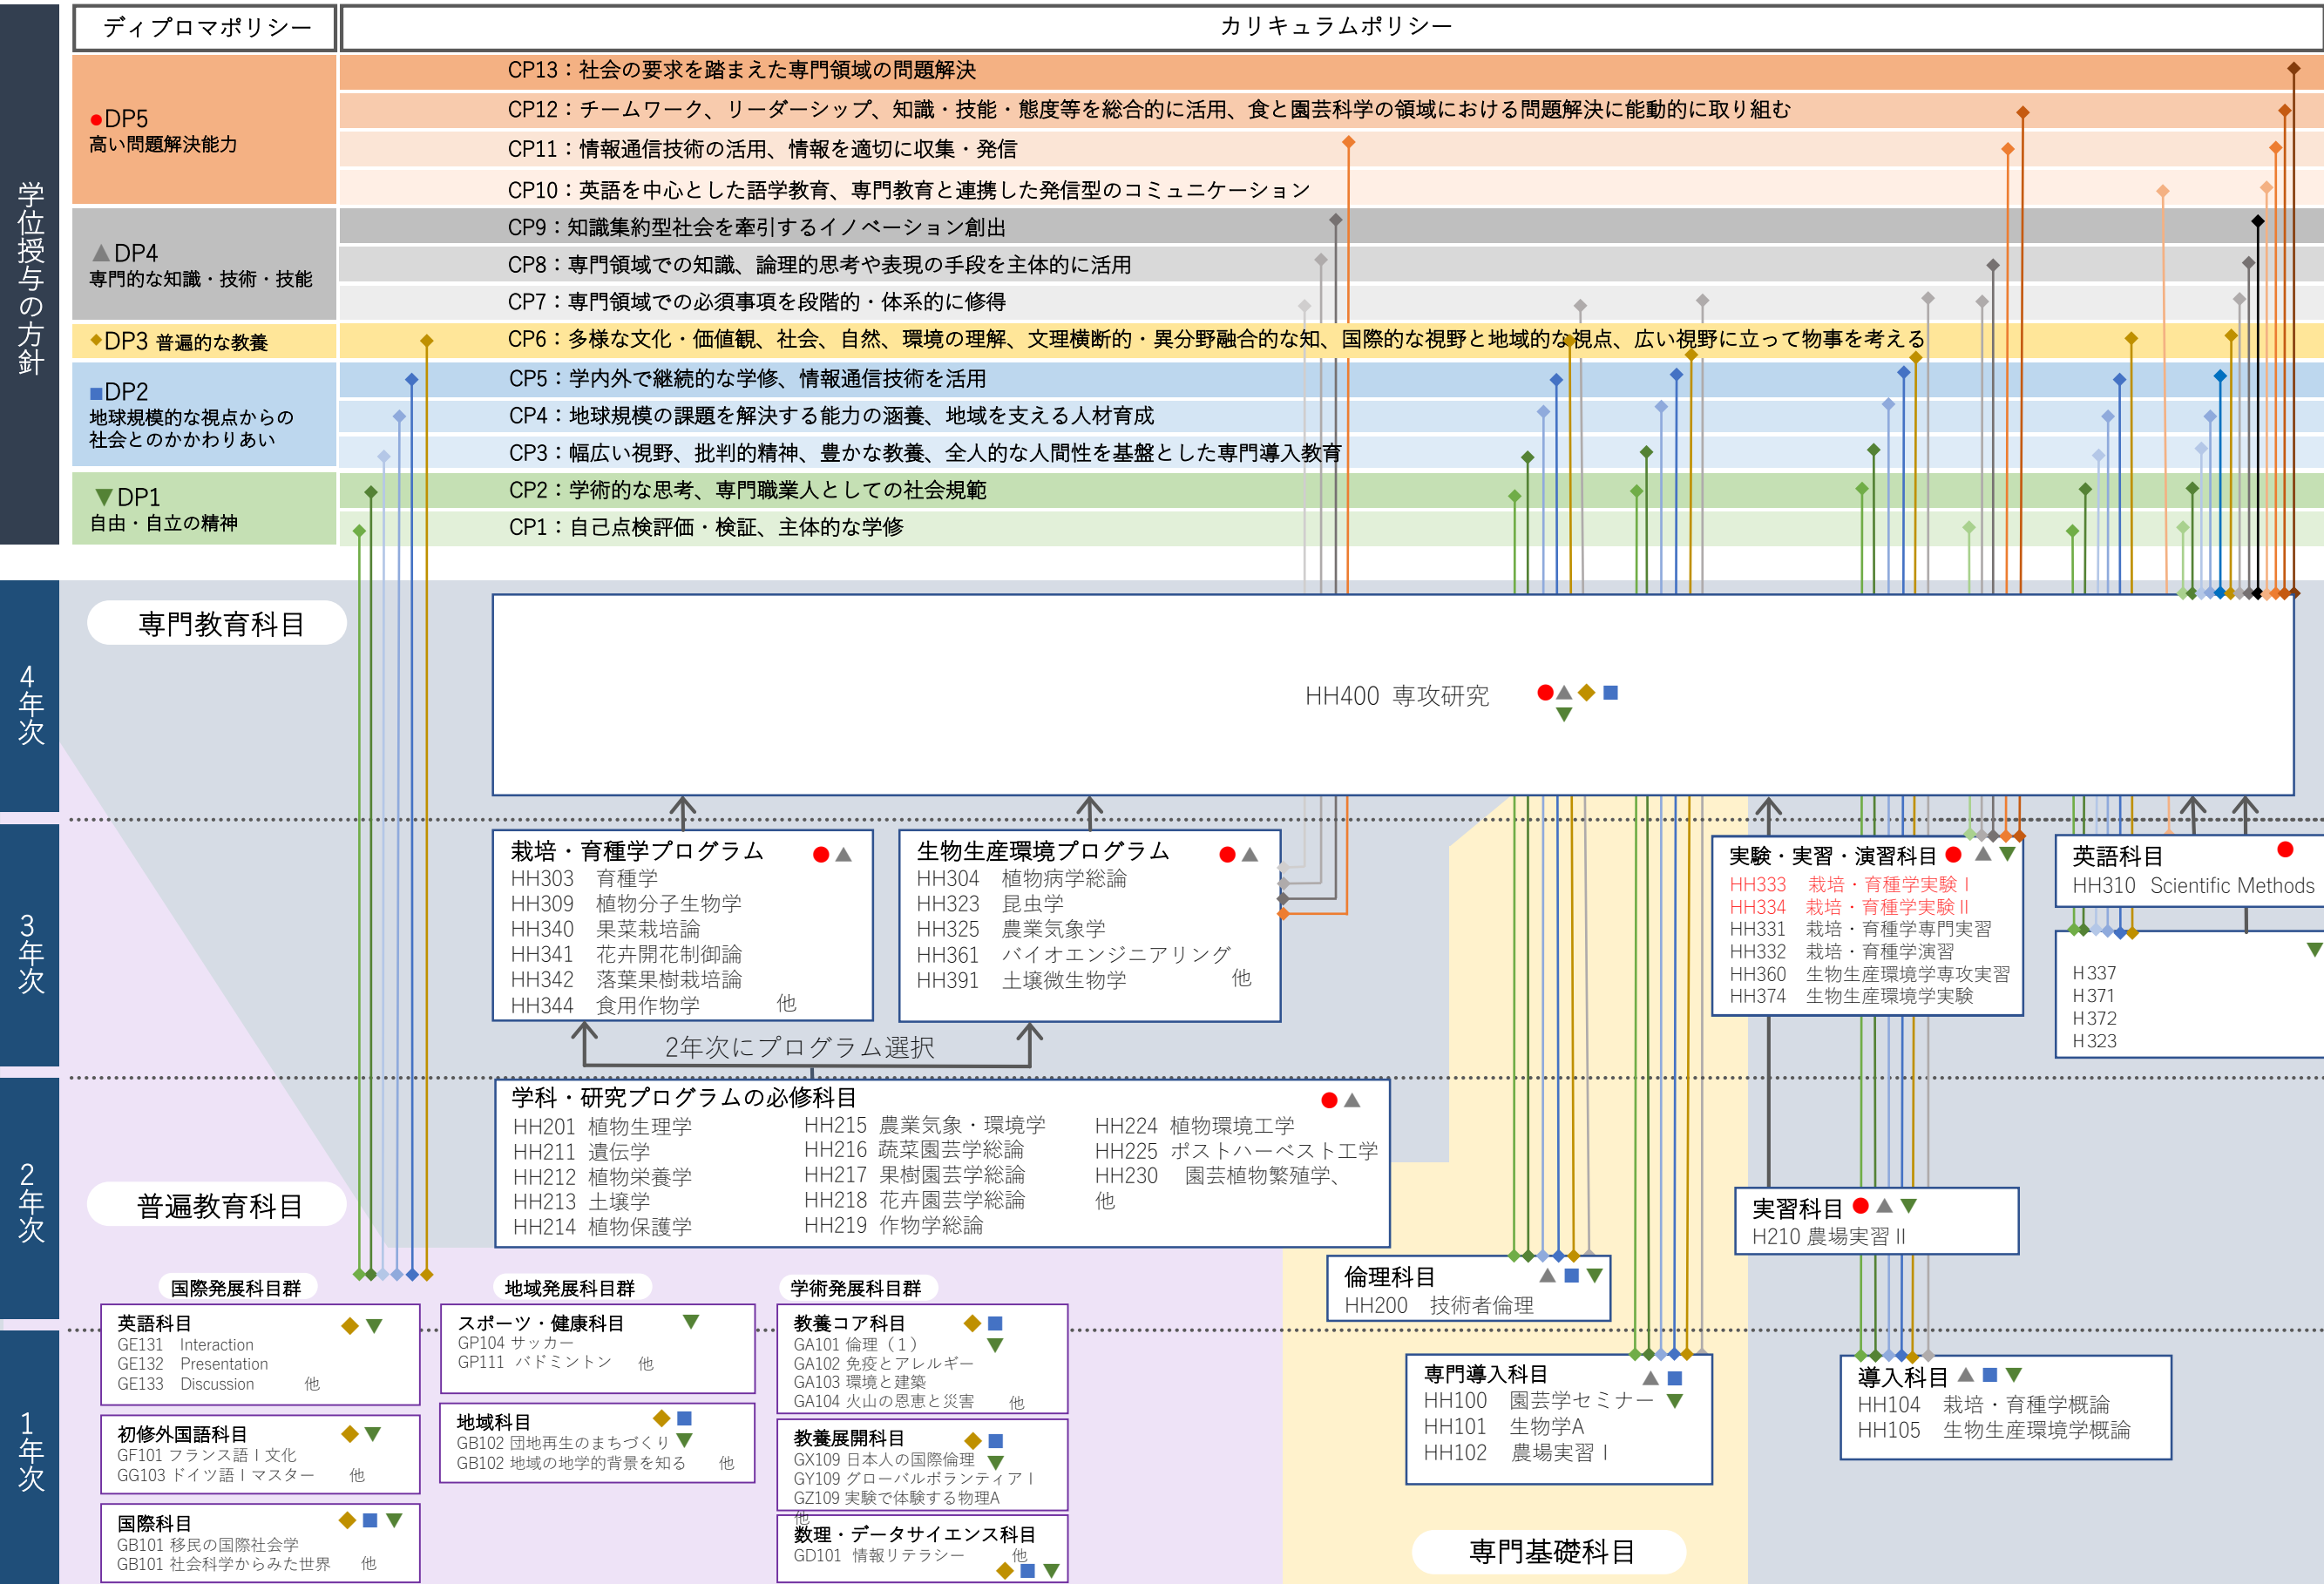 ディプロマポリシー
カリキュラムポリシー
学位授与の方針
DP5
高い問題解決能力
CP13：社会の要求を踏まえた専門領域の問題解決
CP12：チームワーク、リーダーシップ、知識・技能・態度等を総合的に活用、食と園芸科学の領域における問題解決に能動的に取り組む
CP11：情報通信技術の活用、情報を適切に収集・発信
CP10：英語を中心とした語学教育、専門教育と連携した発信型のコミュニケーション
DP4
専門的な知識・技術・技能
CP9：知識集約型社会を牽引するイノベーション創出
CP8：専門領域での知識、論理的思考や表現の手段を主体的に活用
CP7：専門領域での必須事項を段階的・体系的に修得
DP3 普遍的な教養
CP6：多様な文化・価値観、社会、自然、環境の理解、文理横断的・異分野融合的な知、国際的な視野と地域的な視点、広い視野に立って物事を考える
DP2
地球規模的な視点からの
社会とのかかわりあい
CP5：学内外で継続的な学修、情報通信技術を活用
CP4：地球規模の課題を解決する能力の涵養、地域を支える人材育成
CP3：幅広い視野、批判的精神、豊かな教養、全人的な人間性を基盤とした専門導入教育
DP1
自由・自立の精神
CP2：学術的な思考、専門職業人としての社会規範
CP1：自己点検評価・検証、主体的な学修
4年次
専門教育科目
HH400 専攻研究
3年次
栽培・育種学プログラム
HH303 育種学
HH309 植物分子生物学
HH340 果菜栽培論
HH341 花卉開花制御論
HH342 落葉果樹栽培論
HH344 食用作物学 他
生物生産環境プログラム
HH304 植物病学総論
HH323 昆虫学
HH325 農業気象学
HH361 バイオエンジニアリング
HH391 土壌微生物学 他
実験・実習・演習科目
HH333 栽培・育種学実験Ⅰ
HH334 栽培・育種学実験Ⅱ
HH331 栽培・育種学専門実習
HH332 栽培・育種学演習
HH360 生物生産環境学専攻実習
HH374 生物生産環境学実験
英語科目
HH310 Scientific Methods
H337
H371
H372
H323
2年次にプログラム選択
2年次
学科・研究プログラムの必修科目
HH201 植物生理学
HH211 遺伝学
HH212 植物栄養学
HH213 土壌学
HH214 植物保護学
HH215 農業気象・環境学
HH216 蔬菜園芸学総論
HH217 果樹園芸学総論
HH218 花卉園芸学総論
HH219 作物学総論
HH224 植物環境工学
HH225 ポストハーベスト工学
HH230 園芸植物繁殖学、
他
実習科目
H210 農場実習Ⅱ
倫理科目
HH200 技術者倫理
普遍教育科目
1年次
国際発展科目群
英語科目
GE131 Interaction
GE132 Presentation
GE133 Discussion 他
初修外国語科目
GF101 フランス語Ⅰ文化
GG103 ドイツ語Ⅰマスター 他
国際科目
GB101 移民の国際社会学
GB101 社会科学からみた世界 他
地域発展科目群
スポーツ・健康科目
GP104 サッカー
GP111 バドミントン 他
地域科目
GB102 団地再生のまちづくり
GB102 地域の地学的背景を知る 他
学術発展科目群
教養コア科目
GA101 倫理（1）
GA102 免疫とアレルギー
GA103 環境と建築
GA104 火山の恩恵と災害 他
教養展開科目
GX109 日本人の国際倫理
GY109 グローバルボランティアⅠ
GZ109 実験で体験する物理A
他
数理・データサイエンス科目
GD101 情報リテラシー 他
専門導入科目
HH100 園芸学セミナー
HH101 生物学A
HH102 農場実習Ⅰ
導入科目
HH104 栽培・育種学概論
HH105 生物生産環境学概論
専門基礎科目